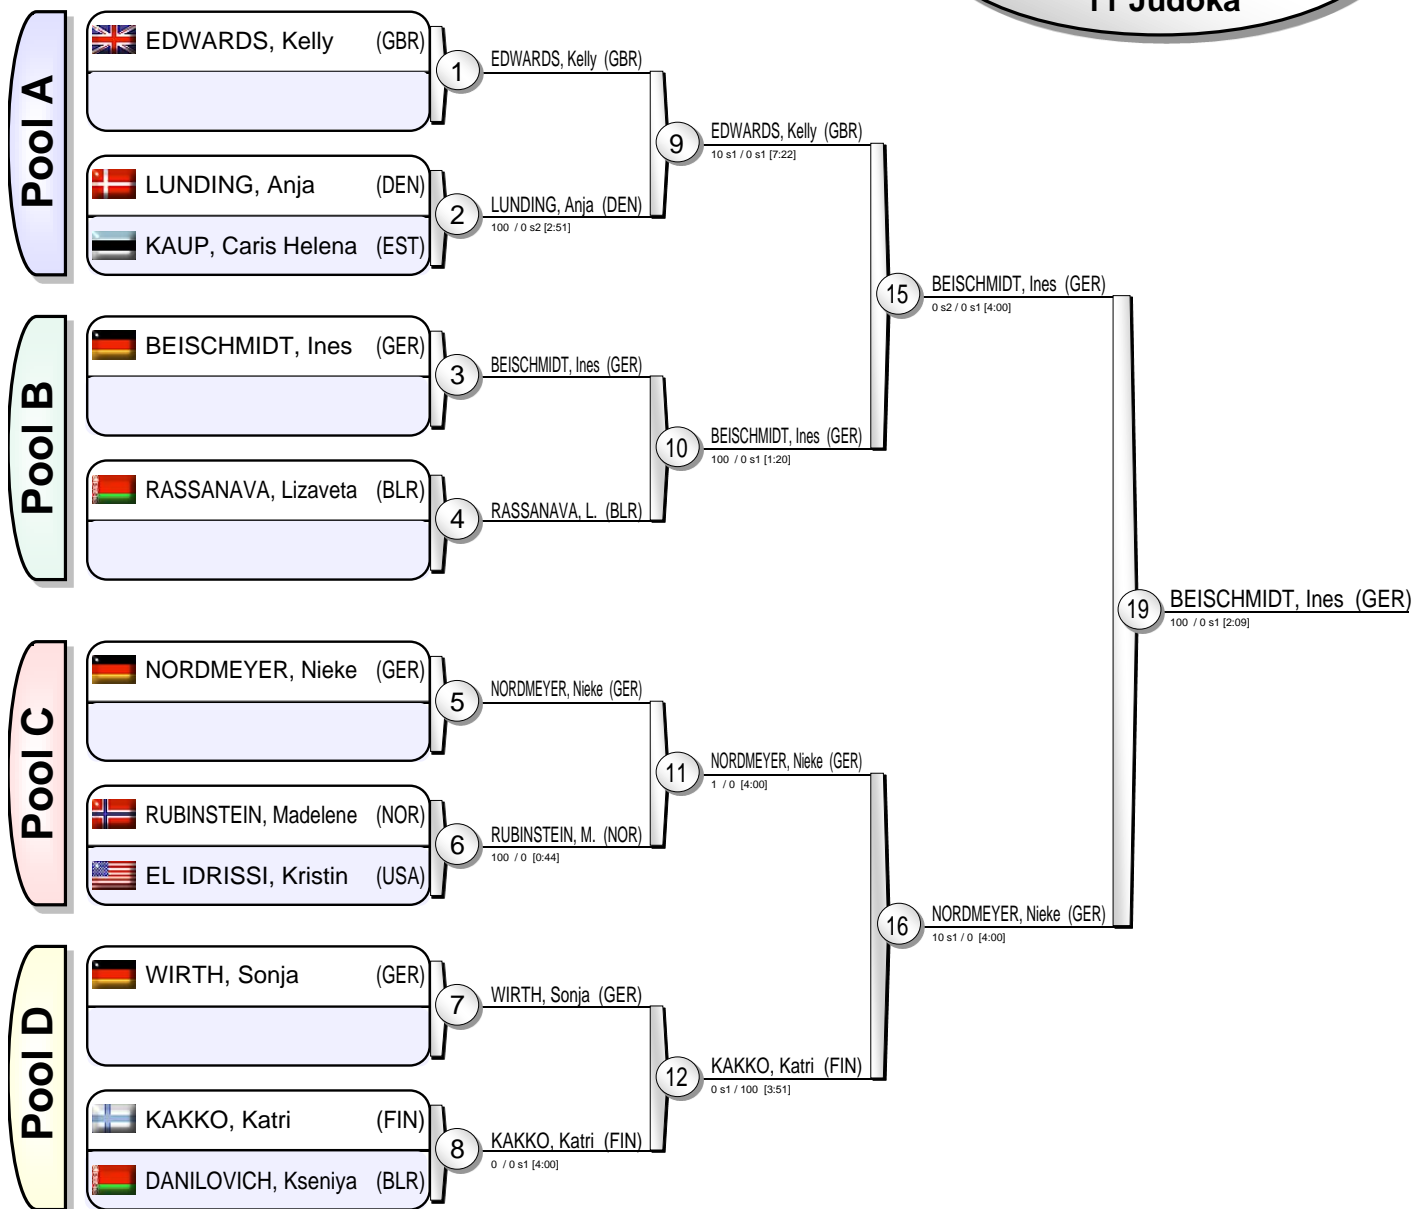 11 Judoka
Pool A
EDWARDS, Kelly (GBR)
LUNDING, Anja (DEN)
KAUP, Caris Helena (EST)
1
EDWARDS, Kelly (GBR)
2
LUNDING, Anja (DEN)
100 / 0 s2 [2:51]
9
EDWARDS, Kelly (GBR)
10 s1 / 0 s1 [7:22]
Pool B
BEISCHMIDT, Ines (GER)
RASSANAVA, Lizaveta (BLR)
3
BEISCHMIDT, Ines (GER)
4
RASSANAVA, L. (BLR)
10
BEISCHMIDT, Ines (GER)
100 / 0 s1 [1:20]
15
BEISCHMIDT, Ines (GER)
0 s2 / 0 s1 [4:00]
Pool C
NORDMEYER, Nieke (GER)
RUBINSTEIN, Madelene (NOR)
EL IDRISSI, Kristin (USA)
5
NORDMEYER, Nieke (GER)
6
RUBINSTEIN, M. (NOR)
100 / 0 [0:44]
11
NORDMEYER, Nieke (GER)
1 / 0 [4:00]
Pool D
WIRTH, Sonja (GER)
KAKKO, Katri (FIN)
DANILOVICH, Kseniya (BLR)
7
WIRTH, Sonja (GER)
8
KAKKO, Katri (FIN)
0 / 0 s1 [4:00]
12
KAKKO, Katri (FIN)
0 s1 / 100 [3:51]
16
NORDMEYER, Nieke (GER)
10 s1 / 0 [4:00]
19
BEISCHMIDT, Ines (GER)
100 / 0 s1 [2:09]